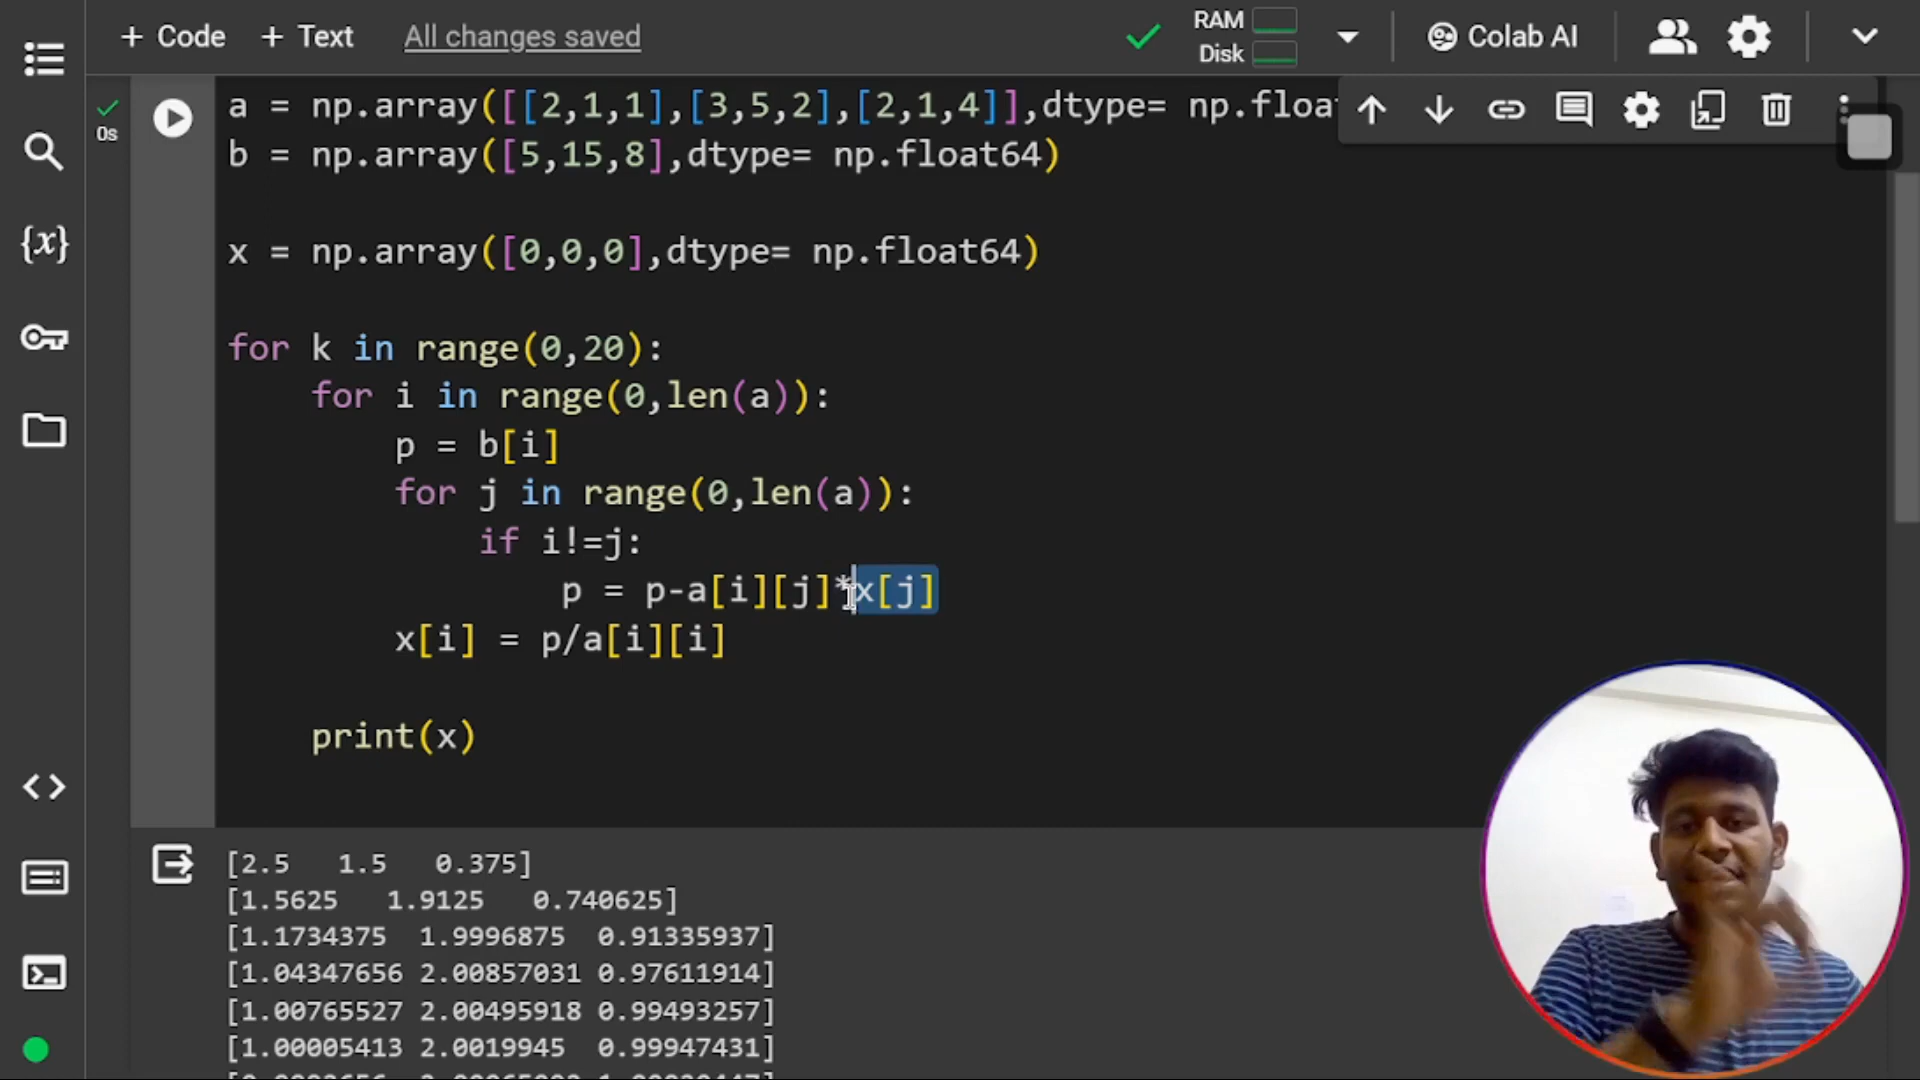 + Code + Text All changes saved RAM Disk Colab AI
{x}
0s
a = np.array([[2,1,1],[3,5,2],[2,1,4]],dtype= np.floa
b = np.array([5,15,8],dtype= np.float64)
x = np.array([0,0,0],dtype= np.float64)
for k in range(0,20):
for i in range(0,len(a)):
p = b[i]
for j in range(0,len(a)):
if i!=j:
p = p-a[i][j]*x[j]
x[i] = p/a[i][i]
print(x)
[2.5 1.5 0.375]
[1.5625 1.9125 0.740625]
[1.1734375 1.9996875 0.91335937]
[1.04347656 2.00857031 0.97611914]
[1.00765527 2.00495918 0.99493257]
[1.00005413 2.0019945 0.99947431]